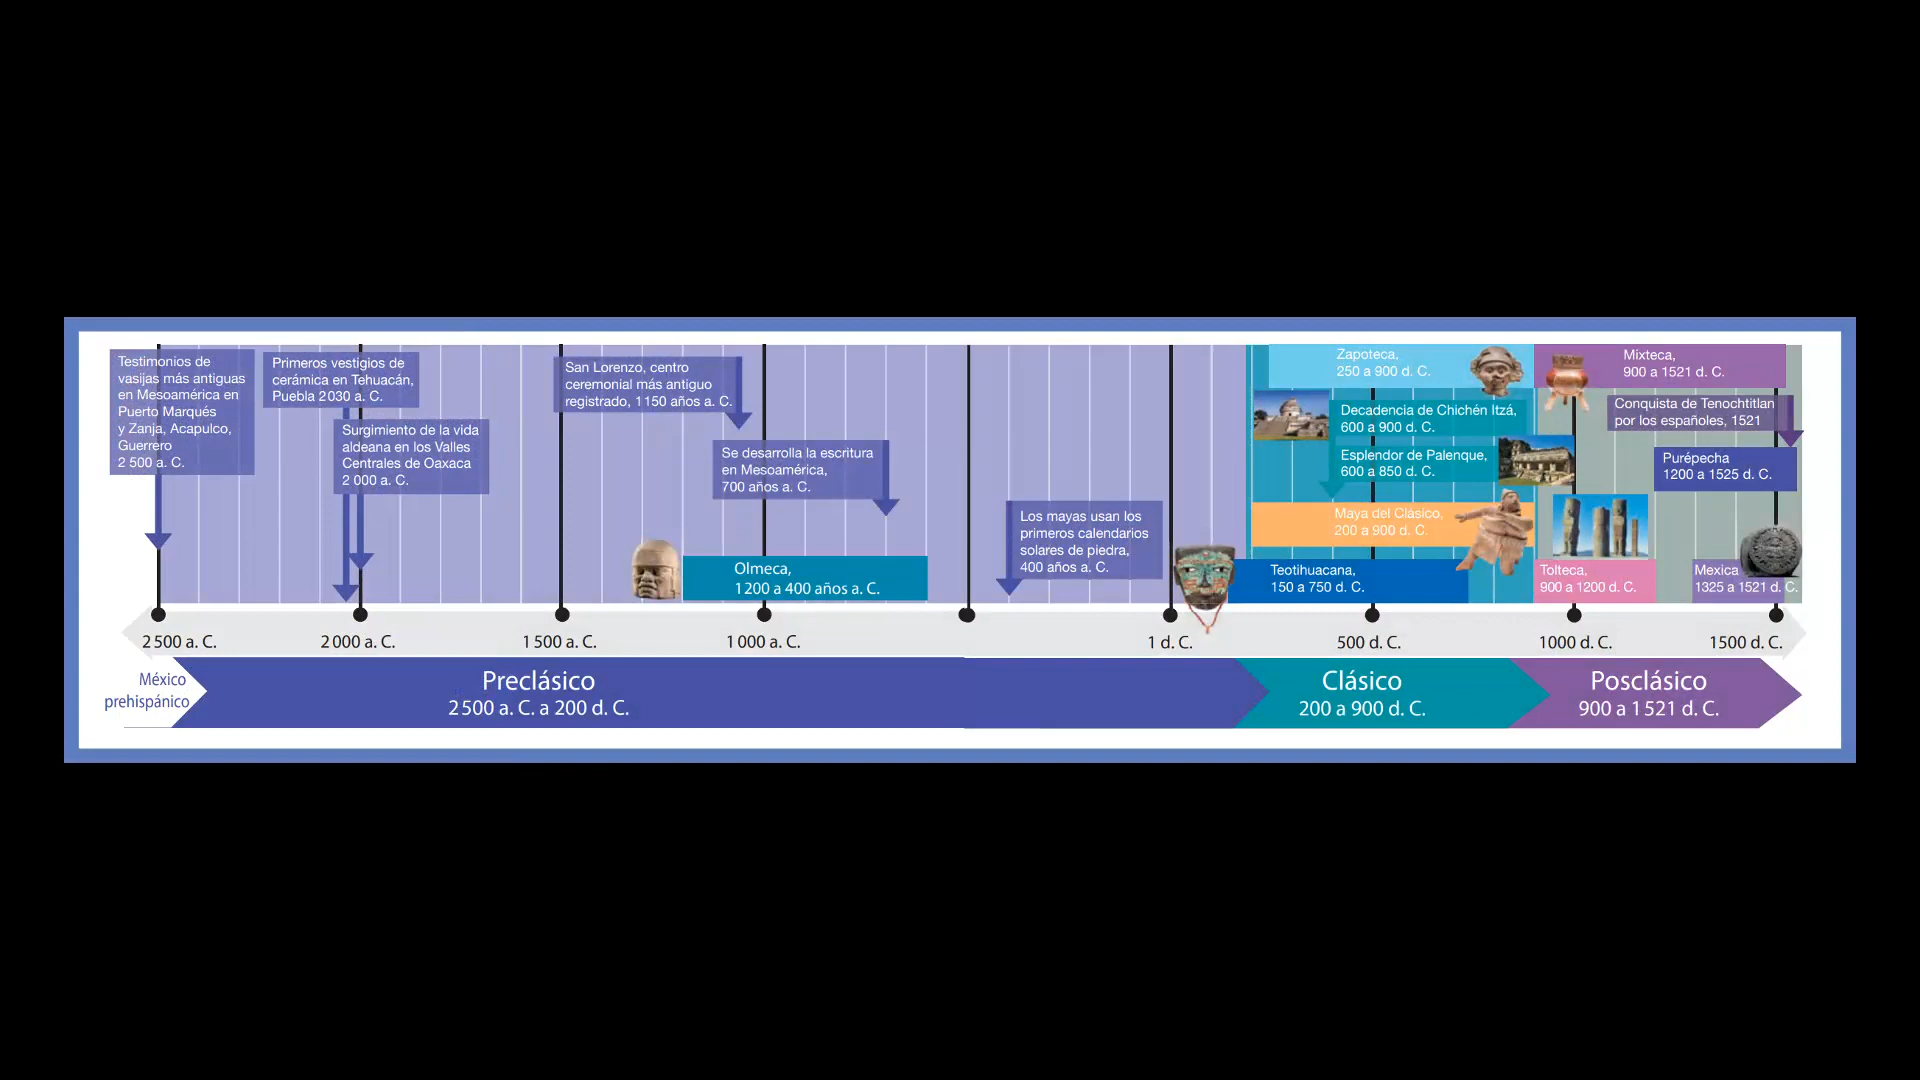 Testimonios de
vasijas más antiguas
en Mesoamérica en
Puerto Marqués
y Zanja, Acapulco,
Guerrero
2 500 a. C.
Primeros vestigios de
cerámica en Tehuacán,
Puebla 2 030 a. C.
Surgimiento de la vida
aldeana en los Valles
Centrales de Oaxaca
2 000 a. C.
San Lorenzo, centro
ceremonial más antiguo
registrado, 1 150 años a. C.
Se desarrolla la escritura
en Mesoamérica,
700 años a. C.
Olmeca,
1 200 a 400 años a. C.
Los mayas usan los
primeros calendarios
solares de piedra,
400 años a. C.
Zapoteca,
250 a 900 d. C.
Decadencia de Chichén Itzá,
600 a 900 d. C.
Esplendor de Palenque,
600 a 850 d. C.
Maya del Clásico,
200 a 900 d. C.
Teotihuacana,
150 a 750 d. C.
Mixteca,
900 a 1521 d. C.
Conquista de Tenochtitlan
por los españoles, 1521
Purépecha
1200 a 1525 d. C.
Tolteca,
900 a 1200 d. C.
Mexica
1325 a 1521 d. C.
2 500 a. C.
2 000 a. C.
1 500 a. C.
1 000 a. C.
1 d. C.
500 d. C.
1000 d. C.
1500 d. C.
México
prehispánico
Preclásico
2 500 a. C. a 200 d. C.
Clásico
200 a 900 d. C.
Posclásico
900 a 1 521 d. C.